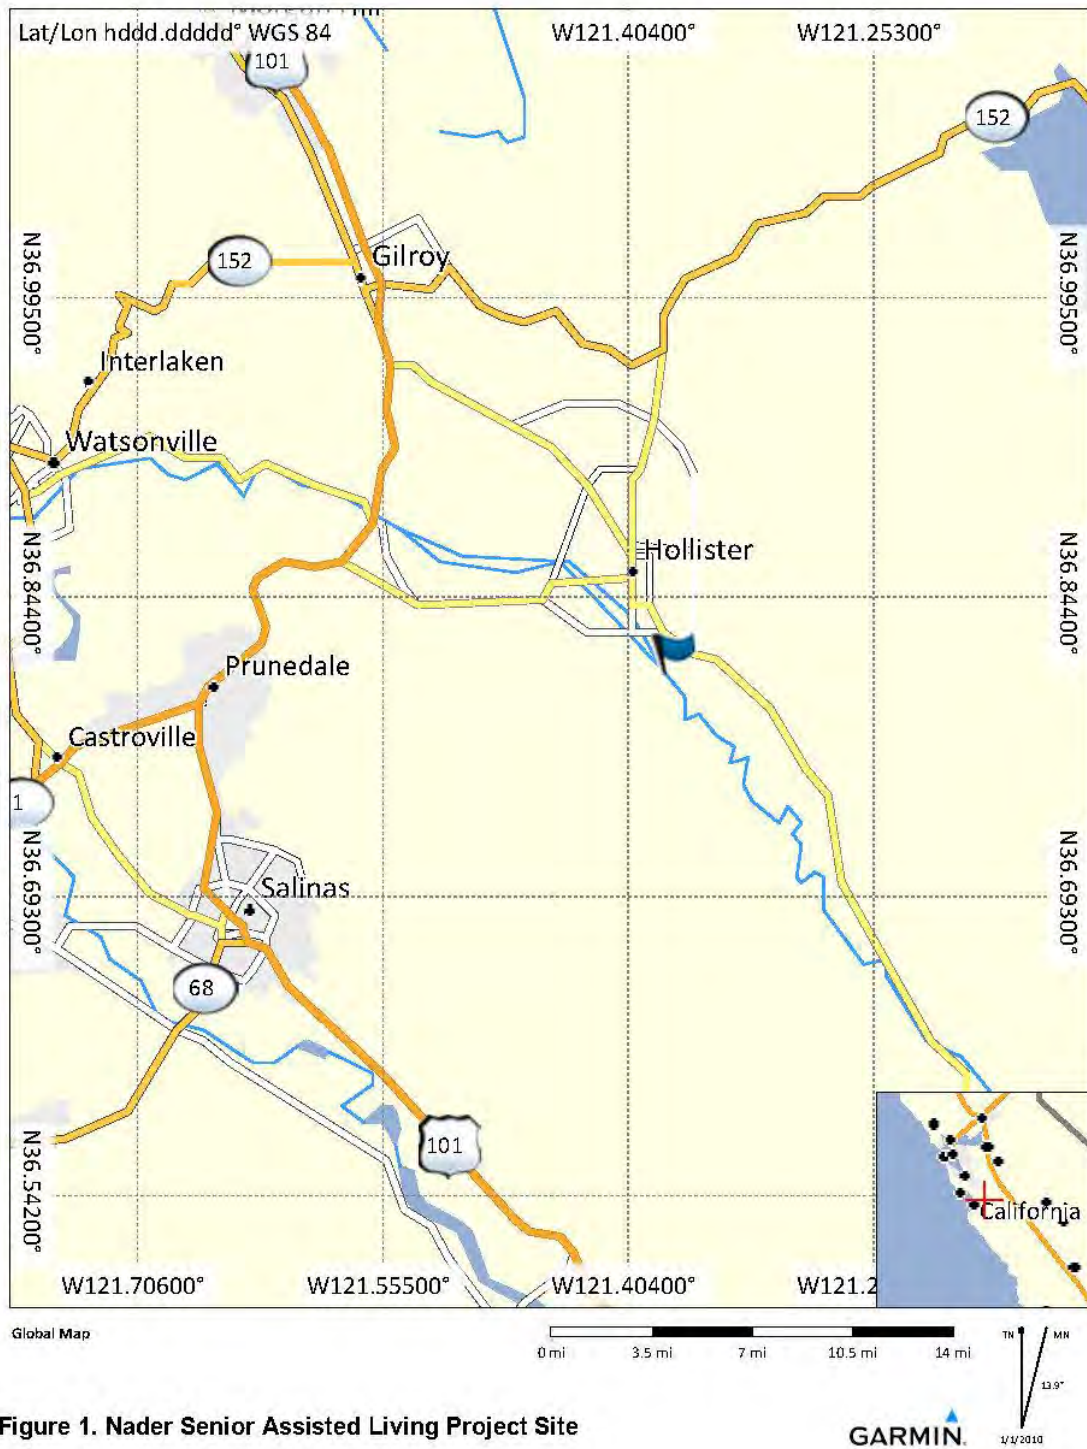 Lat/Lon hddd.ddddd° WGS 84
W121.40400°
W121.25300°
101
152
N36.99500°
N36.99500°
152
Gilroy
Interlaken
Watsonville
Hollister
N36.84400°
N36.84400°
Prunedale
Castroville
1
N36.69300°
N36.69300°
Salinas
68
101
N36.54200°
California
W121.70600°
W121.55500°
W121.40400°
W121.2
Global Map
0 mi
3.5 mi
7 mi
10.5 mi
14 mi
TN
MN
13.9°
1/1/2010
Figure 1. Nader Senior Assisted Living Project Site
GARMIN.